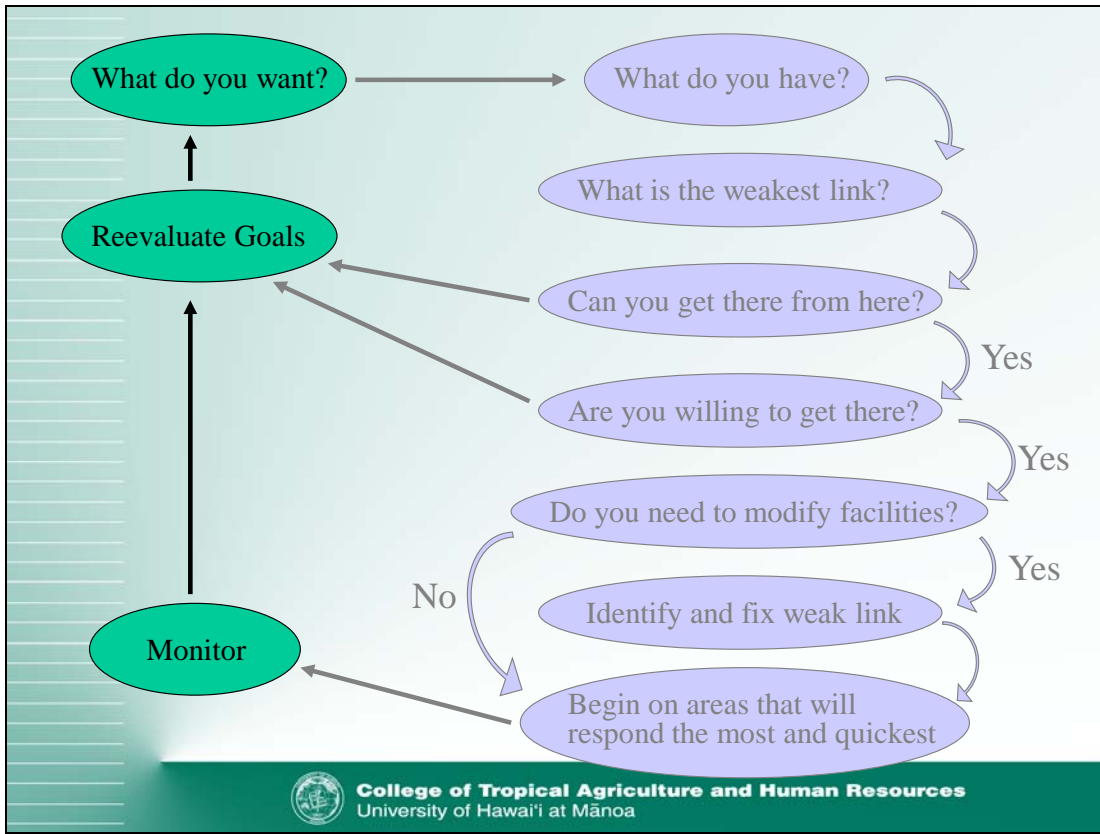 What do you want?
What do you have?
What is the weakest link?
Reevaluate Goals
Can you get there from here?
Yes
Are you willing to get there?
Yes
Do you need to modify facilities?
Yes
No
Identify and fix weak link
Monitor
Begin on areas that will
respond the most and quickest
College of Tropical Agriculture and Human Resources
University of Hawai‘i at Mānoa